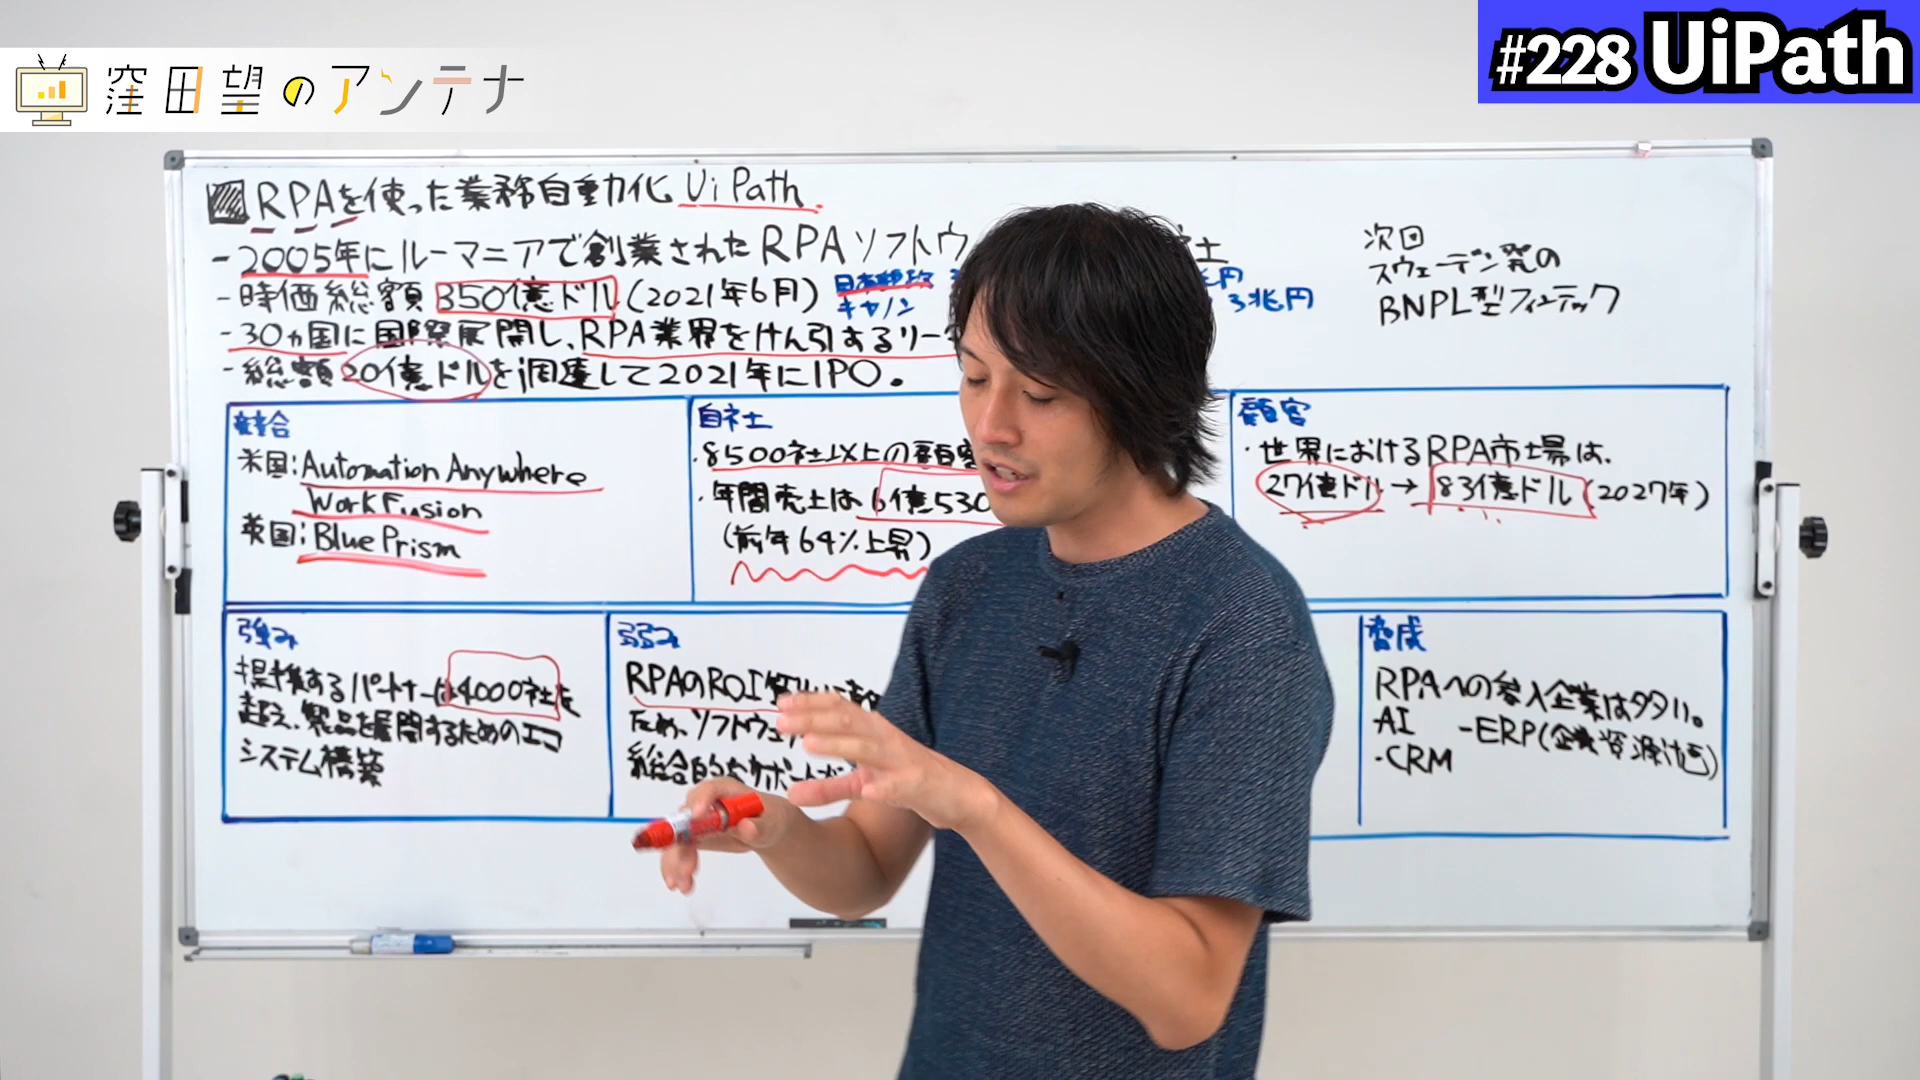 窪田望のアンテナ
#228 UiPath
RPAを使った業務自動化 UiPath
- 2005年にルーマニアで創業されたRPAソフトウ 社
- 時価総額 350億ドル (2021年6月) 日本郵政 兆円
キヤノン 3兆円
- 30ヵ国に国際展開し、RPA業界をけん引するリー
- 総額20億ドルを調達して2021年にIPO。
次回
スウェーデン発の
BNPL型フィンテック
競合
米国:Automation Anywhere
WorkFusion
英国:Blue Prism
自社
・8500社以上の顧客
・年間売上は6億530
(前年64%上昇)
顧客
・世界におけるRPA市場は、
27億ドル → 83億ドル (2027年)
強み
提携するパートナーは4000社を
超え、製品を展開するためのエコ
システム構築
弱み
RPAのROI
ため、ソフトウェ
総合的なサポートが
脅威
RPAへの参入企業は多い。
-AI -ERP(企業資源計画)
-CRM